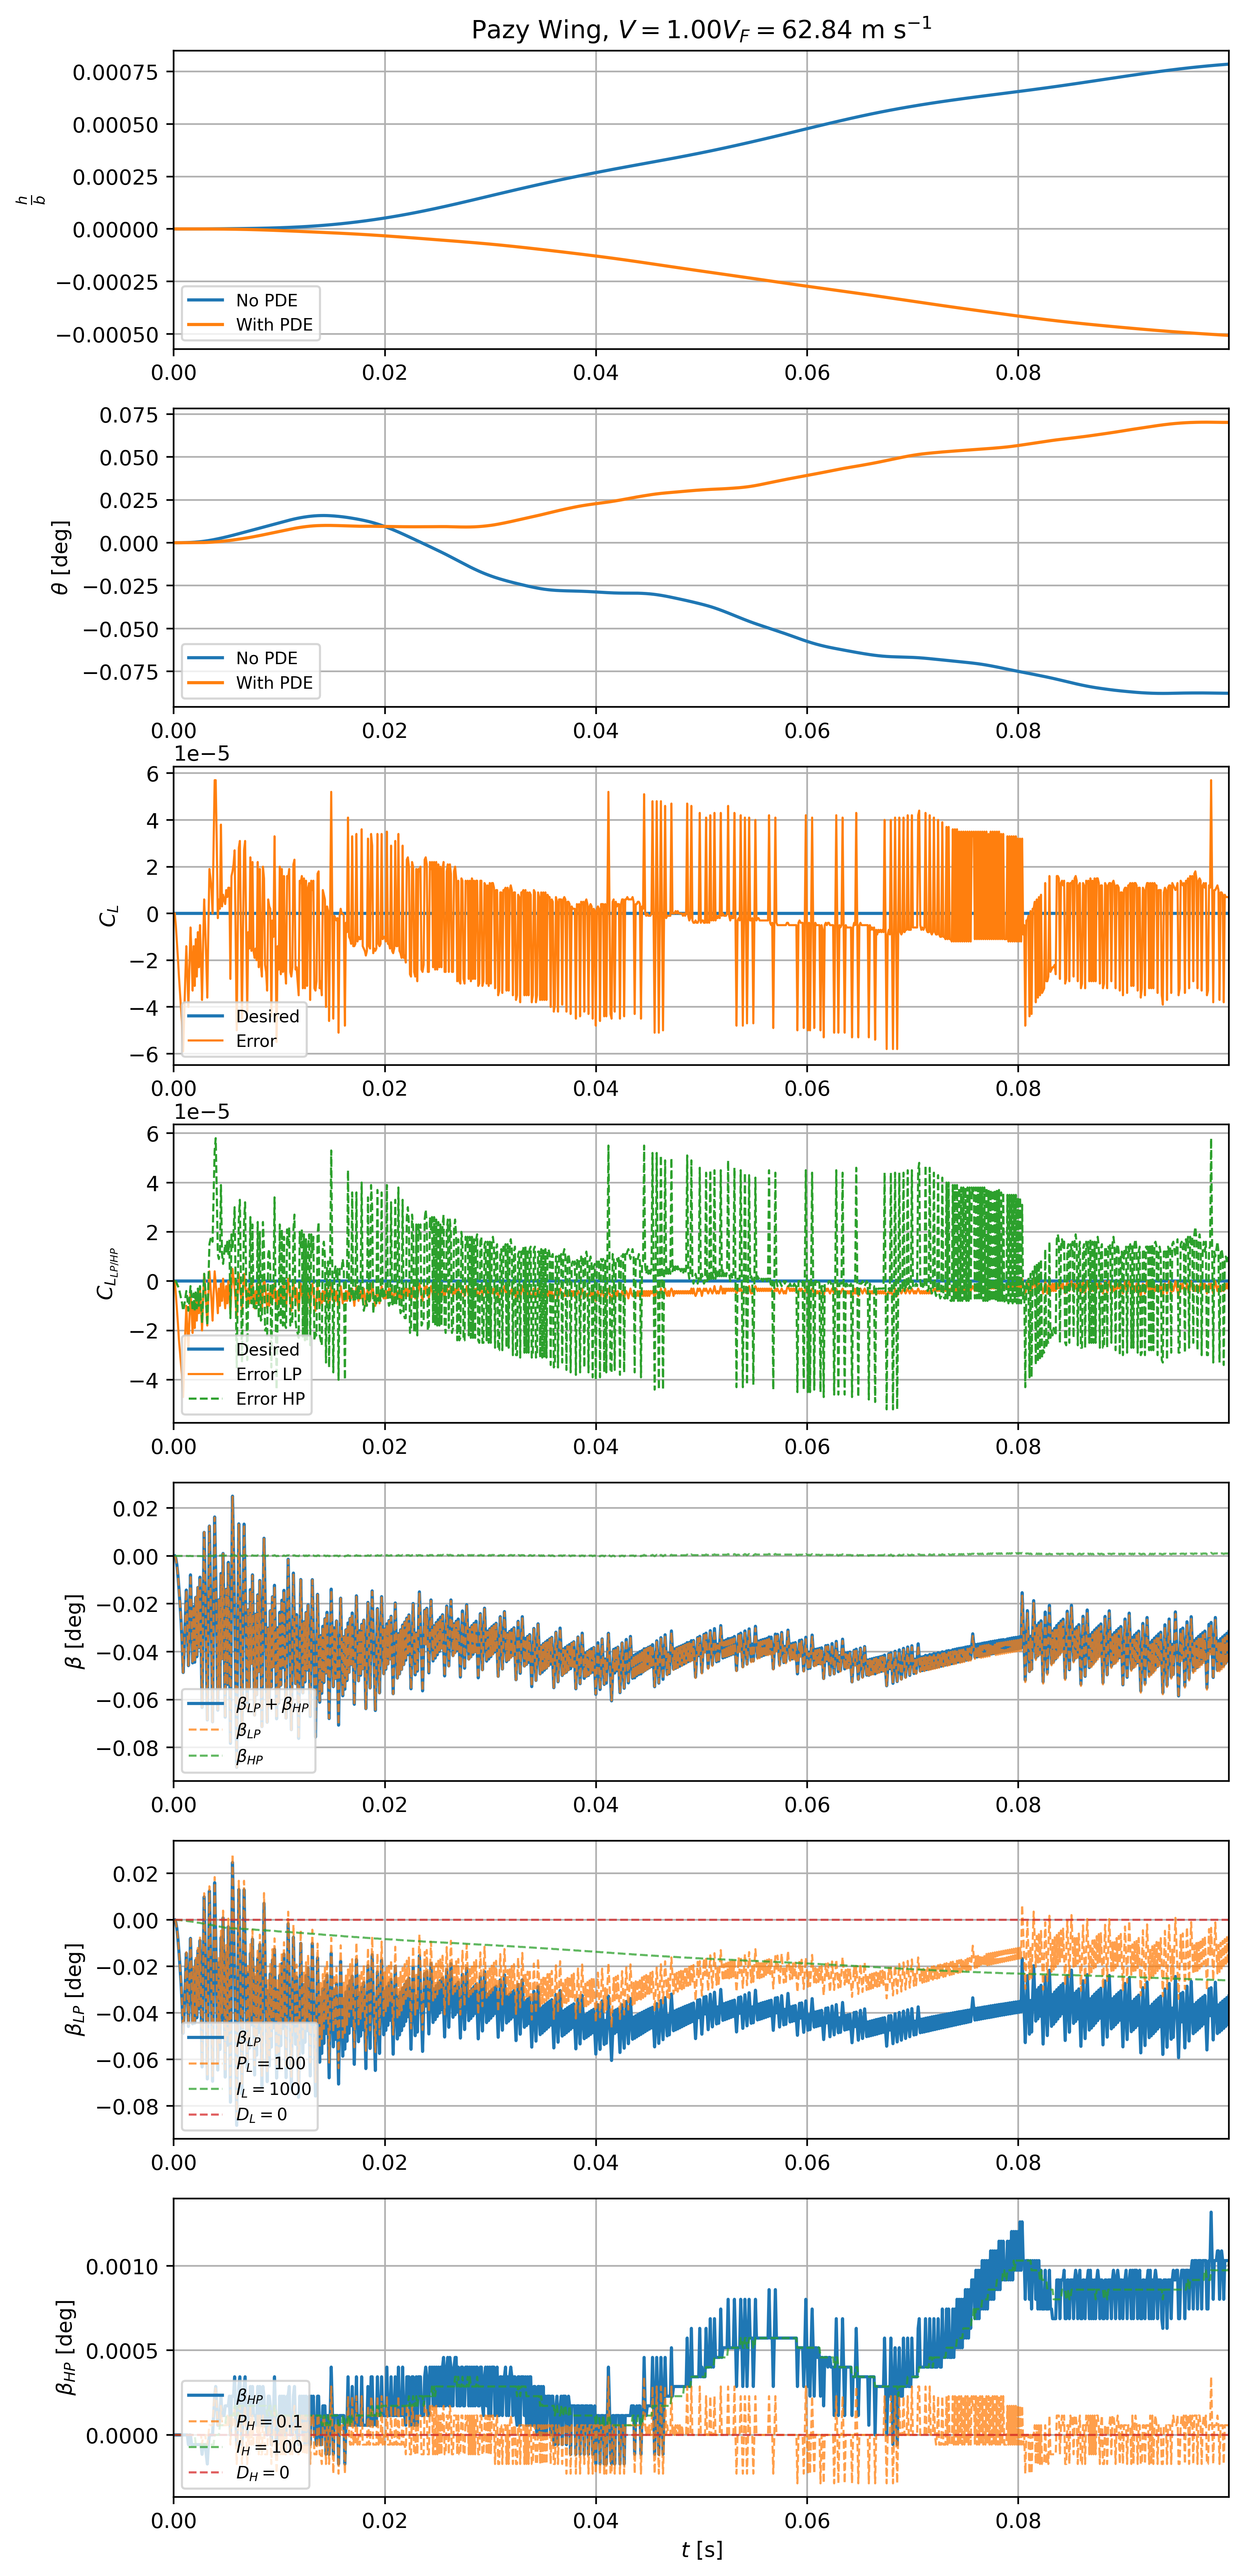 Pazy Wing, V = 1.00V_F = 62.84 m s⁻¹
0.00075
0.00050
0.00025
0.00000
−0.00025
−0.00050
h/b
No PDE
With PDE
0.00 0.02 0.04 0.06 0.08
0.075
0.050
0.025
0.000
−0.025
−0.050
−0.075
θ [deg]
No PDE
With PDE
0.00 0.02 0.04 0.06 0.08
1e−5
6
4
2
0
−2
−4
−6
C_L
Desired
Error
0.00 0.02 0.04 0.06 0.08
1e−5
6
4
2
0
−2
−4
C_{L_{LP/HP}}
Desired
Error LP
Error HP
0.00 0.02 0.04 0.06 0.08
0.02
0.00
−0.02
−0.04
−0.06
−0.08
β [deg]
β_LP + β_HP
β_LP
β_HP
0.00 0.02 0.04 0.06 0.08
0.02
0.00
−0.02
−0.04
−0.06
−0.08
β_LP [deg]
β_LP
P_L = 100
I_L = 1000
D_L = 0
0.00 0.02 0.04 0.06 0.08
0.0010
0.0005
0.0000
β_HP [deg]
β_HP
P_H = 0.1
I_H = 100
D_H = 0
0.00 0.02 0.04 0.06 0.08
t [s]